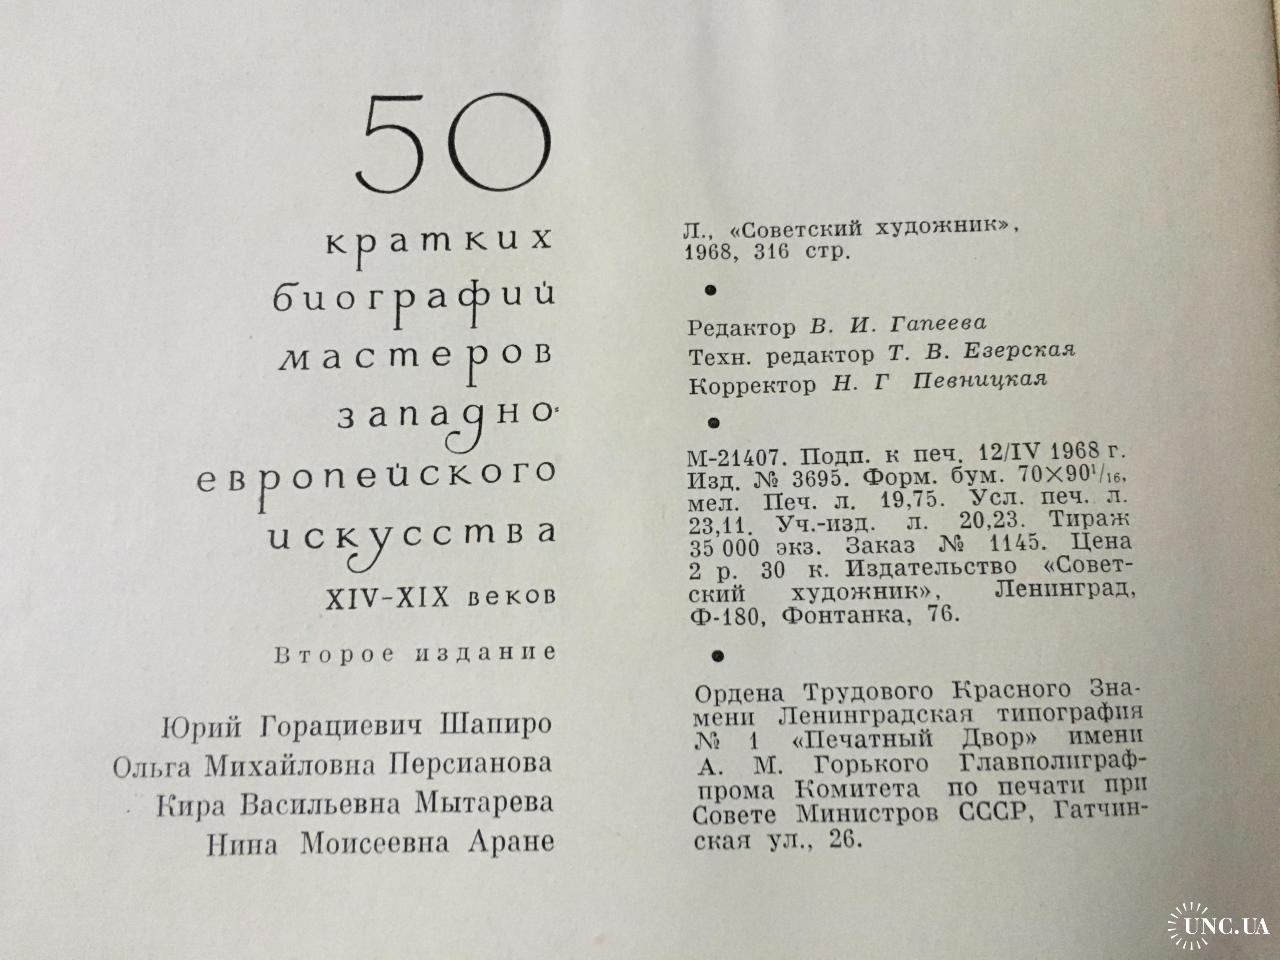 50
кратких
биографий
мастеров
западно-
европейского
искусства
XIV-XIX веков
Второе издание
Юрий Горациевич Шапиро
Ольга Михайловна Персианова
Кира Васильевна Мытарева
Нина Моисеевна Аране
Л., «Советский художник»,
1968, 316 стр.
●
Редактор В. И. Гапеева
Техн. редактор Т. В. Езерская
Корректор Н. Г Певницкая
●
М-21407. Подп. к печ. 12/IV 1968 г.
Изд. № 3695. Форм. бум. 70×90¹/₁₆,
мел. Печ. л. 19,75. Усл. печ. л.
23,11. Уч.-изд. л. 20,23. Тираж
35 000 экз. Заказ № 1145. Цена
2 р. 30 к. Издательство «Совет-
ский художник», Ленинград,
Ф-180, Фонтанка, 76.
●
Ордена Трудового Красного Зна-
мени Ленинградская типография
№ 1 «Печатный Двор» имени
А. М. Горького Главполиграф-
прома Комитета по печати при
Совете Министров СССР, Гатчин-
ская ул., 26.
UNC.UA